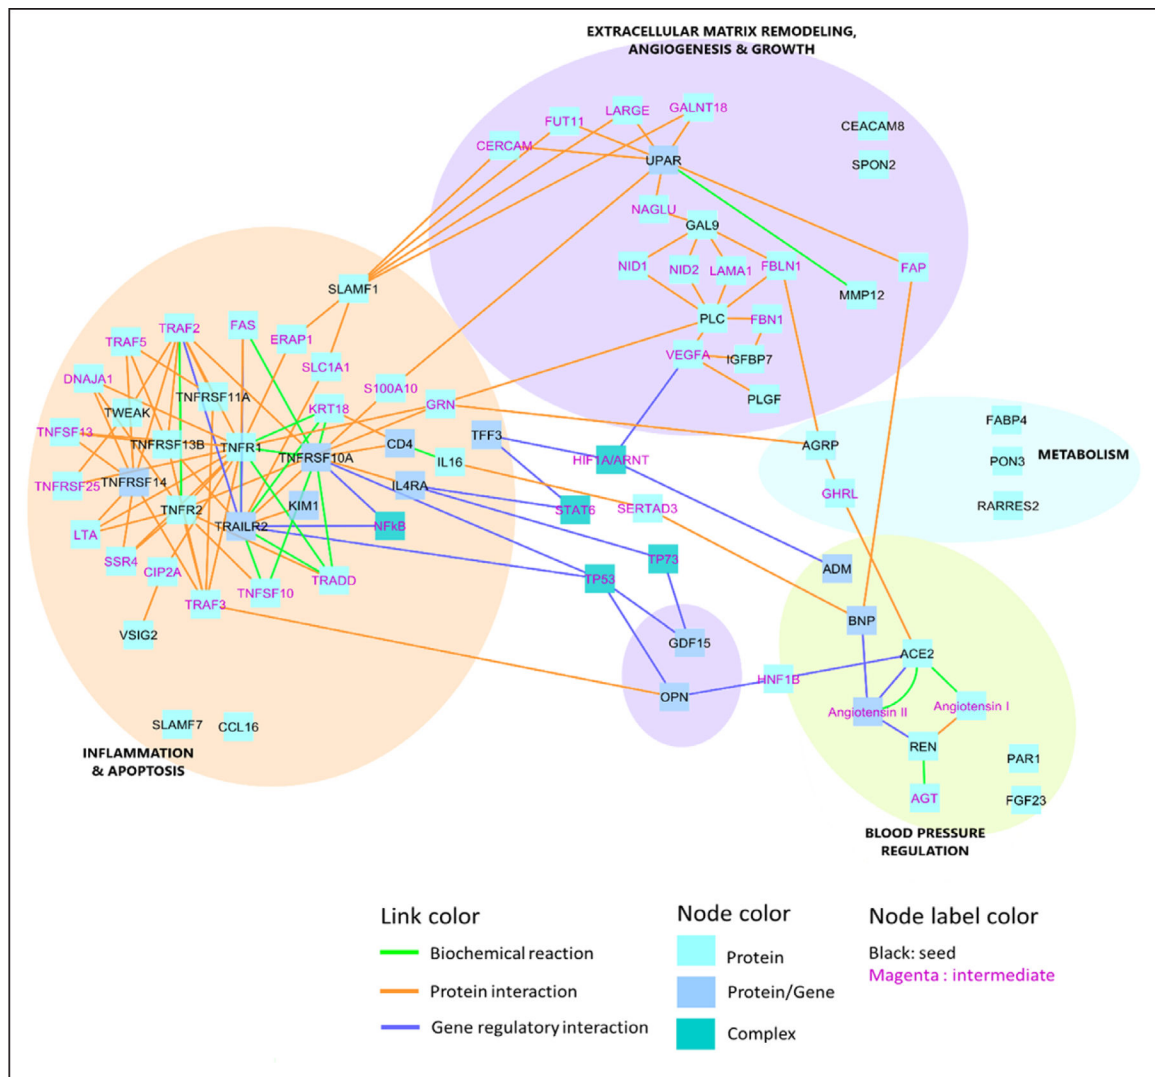 EXTRACELLULAR MATRIX REMODELING,
ANGIOGENESIS & GROWTH
LARGE
GALNT18
FUT11
CERCAM
CEACAM8
UPAR
SPON2
NAGLU
GAL9
NID1
NID2
LAMA1
FBLN1
FAP
MMP12
PLC
FBN1
VEGFA
IGFBP7
PLGF
SLAMF1
TRAF2
FAS
TRAF5
ERAP1
SLC1A1
DNAJA1
S100A10
TNFRSF11A
TWEAK
KRT18
GRN
TNFSF13
TNFRSF13B
TNFR1
CD4
TFF3
TNFRSF10A
IL16
TNFRSF14
TNFRSF25
IL4RA
TNFR2
KIM1
TRAILR2
NFkB
LTA
SSR4
CIP2A
TRAF3
TNFSF10
TRADD
VSIG2
SLAMF7
CCL16
INFLAMMATION
& APOPTOSIS
HIF1A/ARNT
STAT6
SERTAD3
TP73
TP53
GDF15
OPN
HNF1B
AGRP
GHRL
FABP4
METABOLISM
PON3
RARRES2
ADM
BNP
ACE2
Angiotensin II
Angiotensin I
REN
PAR1
AGT
FGF23
BLOOD PRESSURE
REGULATION
Link color
Biochemical reaction
Protein interaction
Gene regulatory interaction
Node color
Protein
Protein/Gene
Complex
Node label color
Black: seed
Magenta : intermediate